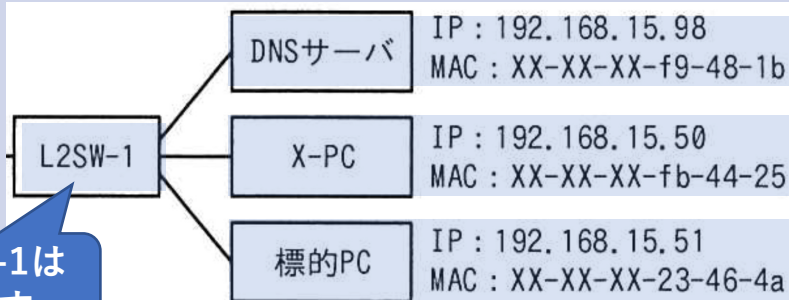 DNSサーバ
IP：192.168.15.98
MAC：XX-XX-XX-f9-48-1b
L2SW-1
X-PC
IP：192.168.15.50
MAC：XX-XX-XX-fb-44-25
標的PC
IP：192.168.15.51
MAC：XX-XX-XX-23-46-4a
-1は